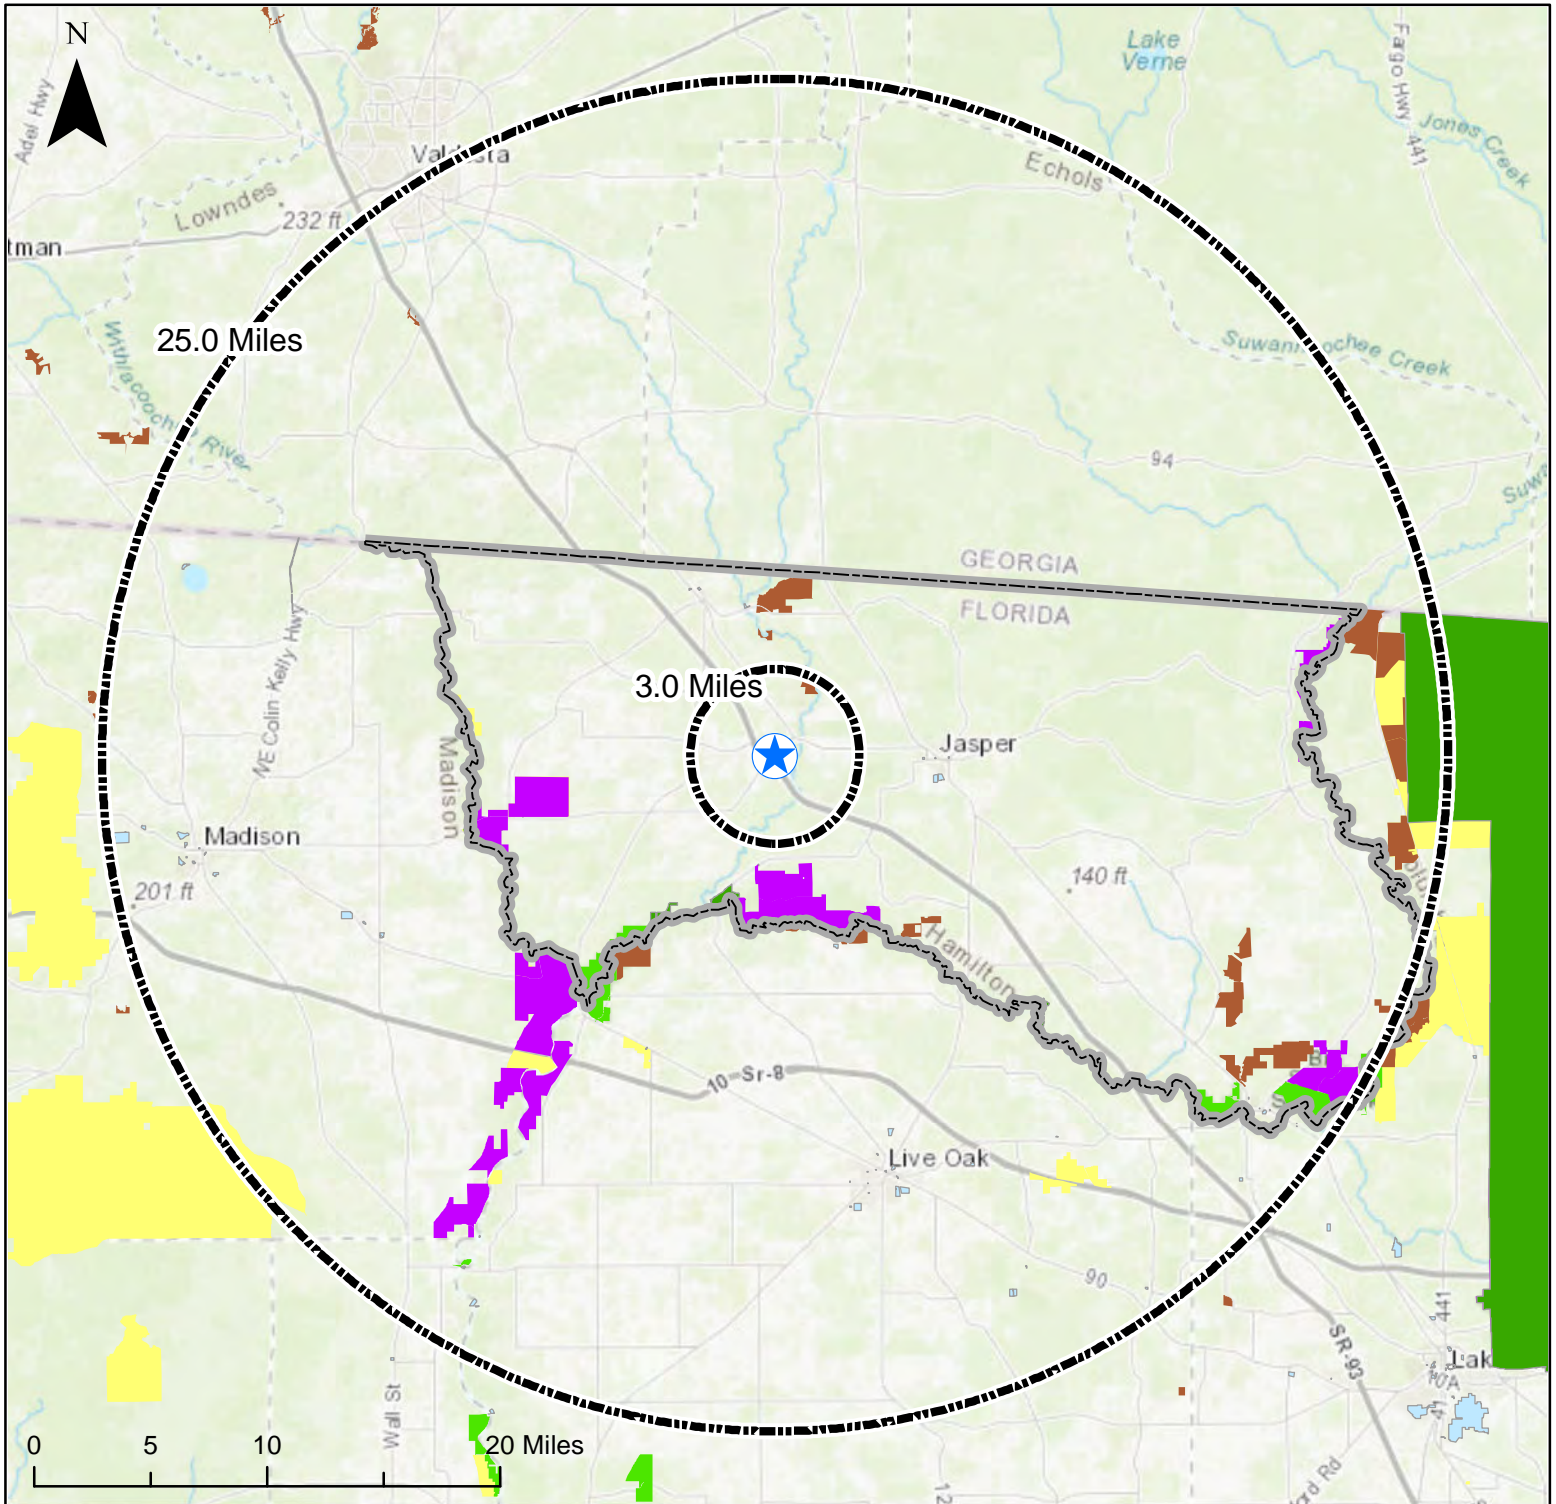 N
Lake
Verne
Fargo Hwy
441
Jones Creek
Adel Hwy
Echols
Lowndes
232 ft
tman
25.0 Miles
Suwannoochee Creek
Withlacoochee River
94
GEORGIA
FLORIDA
NE Colin Kelly Hwy
3.0 Miles
Madison
Jasper
Madison
201 ft
140 ft
Hamilton
10
Sr-8
Live Oak
90
441
SR-93
Lak
Wall St
0
5
10
20 Miles
12